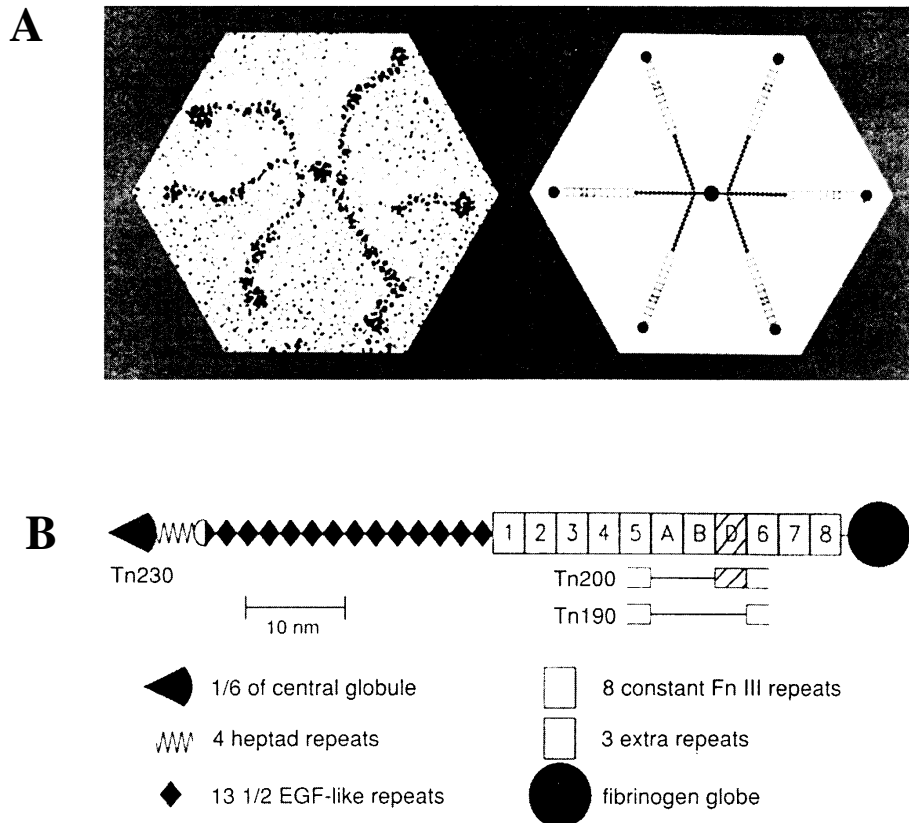 A
B
1 2 3 4 5 A B D 6 7 8
Tn230
Tn200
Tn190
10 nm
1/6 of central globule
8 constant Fn III repeats
4 heptad repeats
3 extra repeats
13 1/2 EGF-like repeats
fibrinogen globe